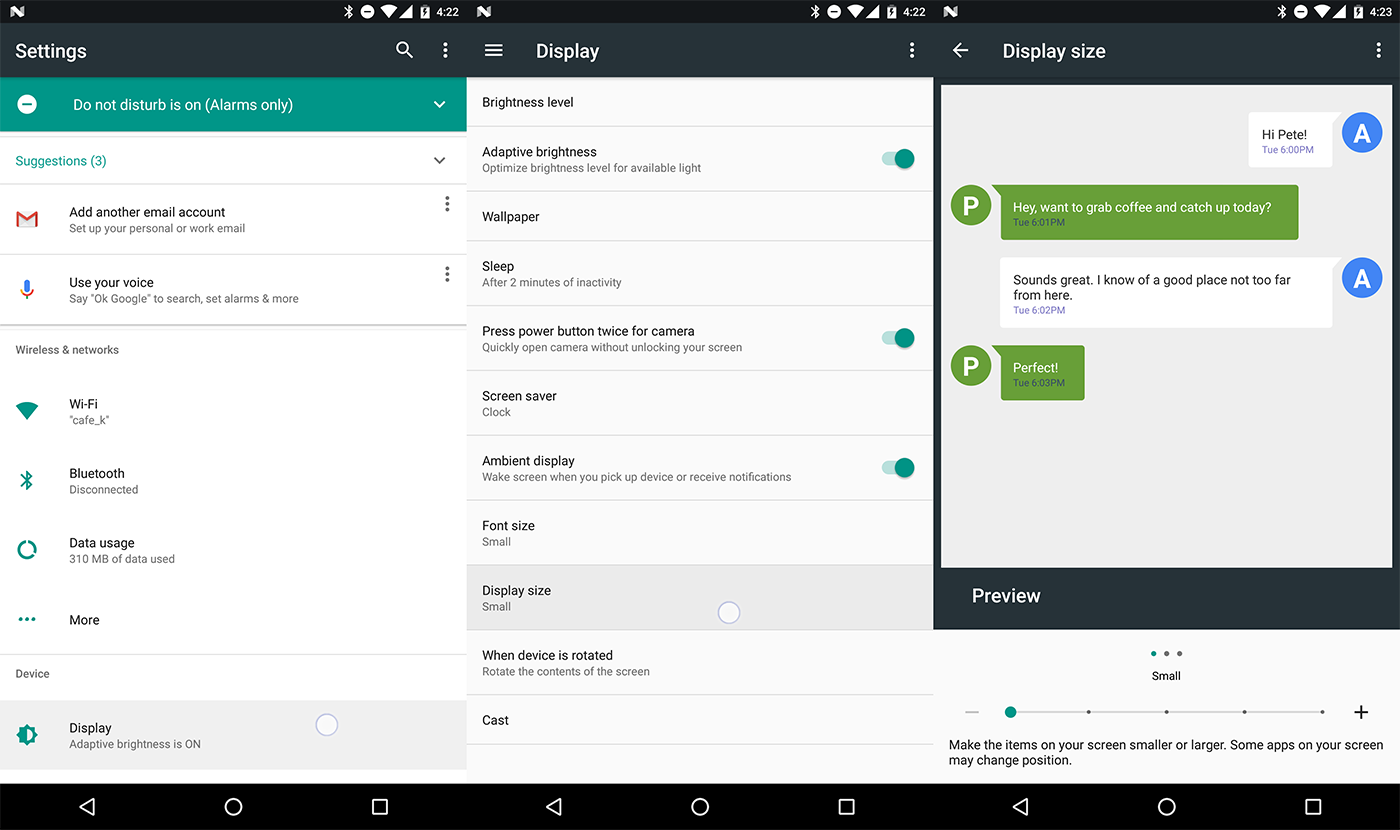 4:22
Settings
Do not disturb is on (Alarms only)
Suggestions (3)
Add another email account
Set up your personal or work email
Use your voice
Say "Ok Google" to search, set alarms & more
Wireless & networks
Wi-Fi
"cafe_k"
Bluetooth
Disconnected
Data usage
310 MB of data used
More
Device
Display
Adaptive brightness is ON
4:22
Display
Brightness level
Adaptive brightness
Optimize brightness level for available light
Wallpaper
Sleep
After 2 minutes of inactivity
Press power button twice for camera
Quickly open camera without unlocking your screen
Screen saver
Clock
Ambient display
Wake screen when you pick up device or receive notifications
Font size
Small
Display size
Small
When device is rotated
Rotate the contents of the screen
Cast
4:23
Display size
Hi Pete!
Tue 6:00PM
A
P
Hey, want to grab coffee and catch up today?
Tue 6:01PM
Sounds great. I know of a good place not too far
from here.
Tue 6:02PM
A
P
Perfect!
Tue 6:03PM
Preview
Small
Make the items on your screen smaller or larger. Some apps on your screen
may change position.